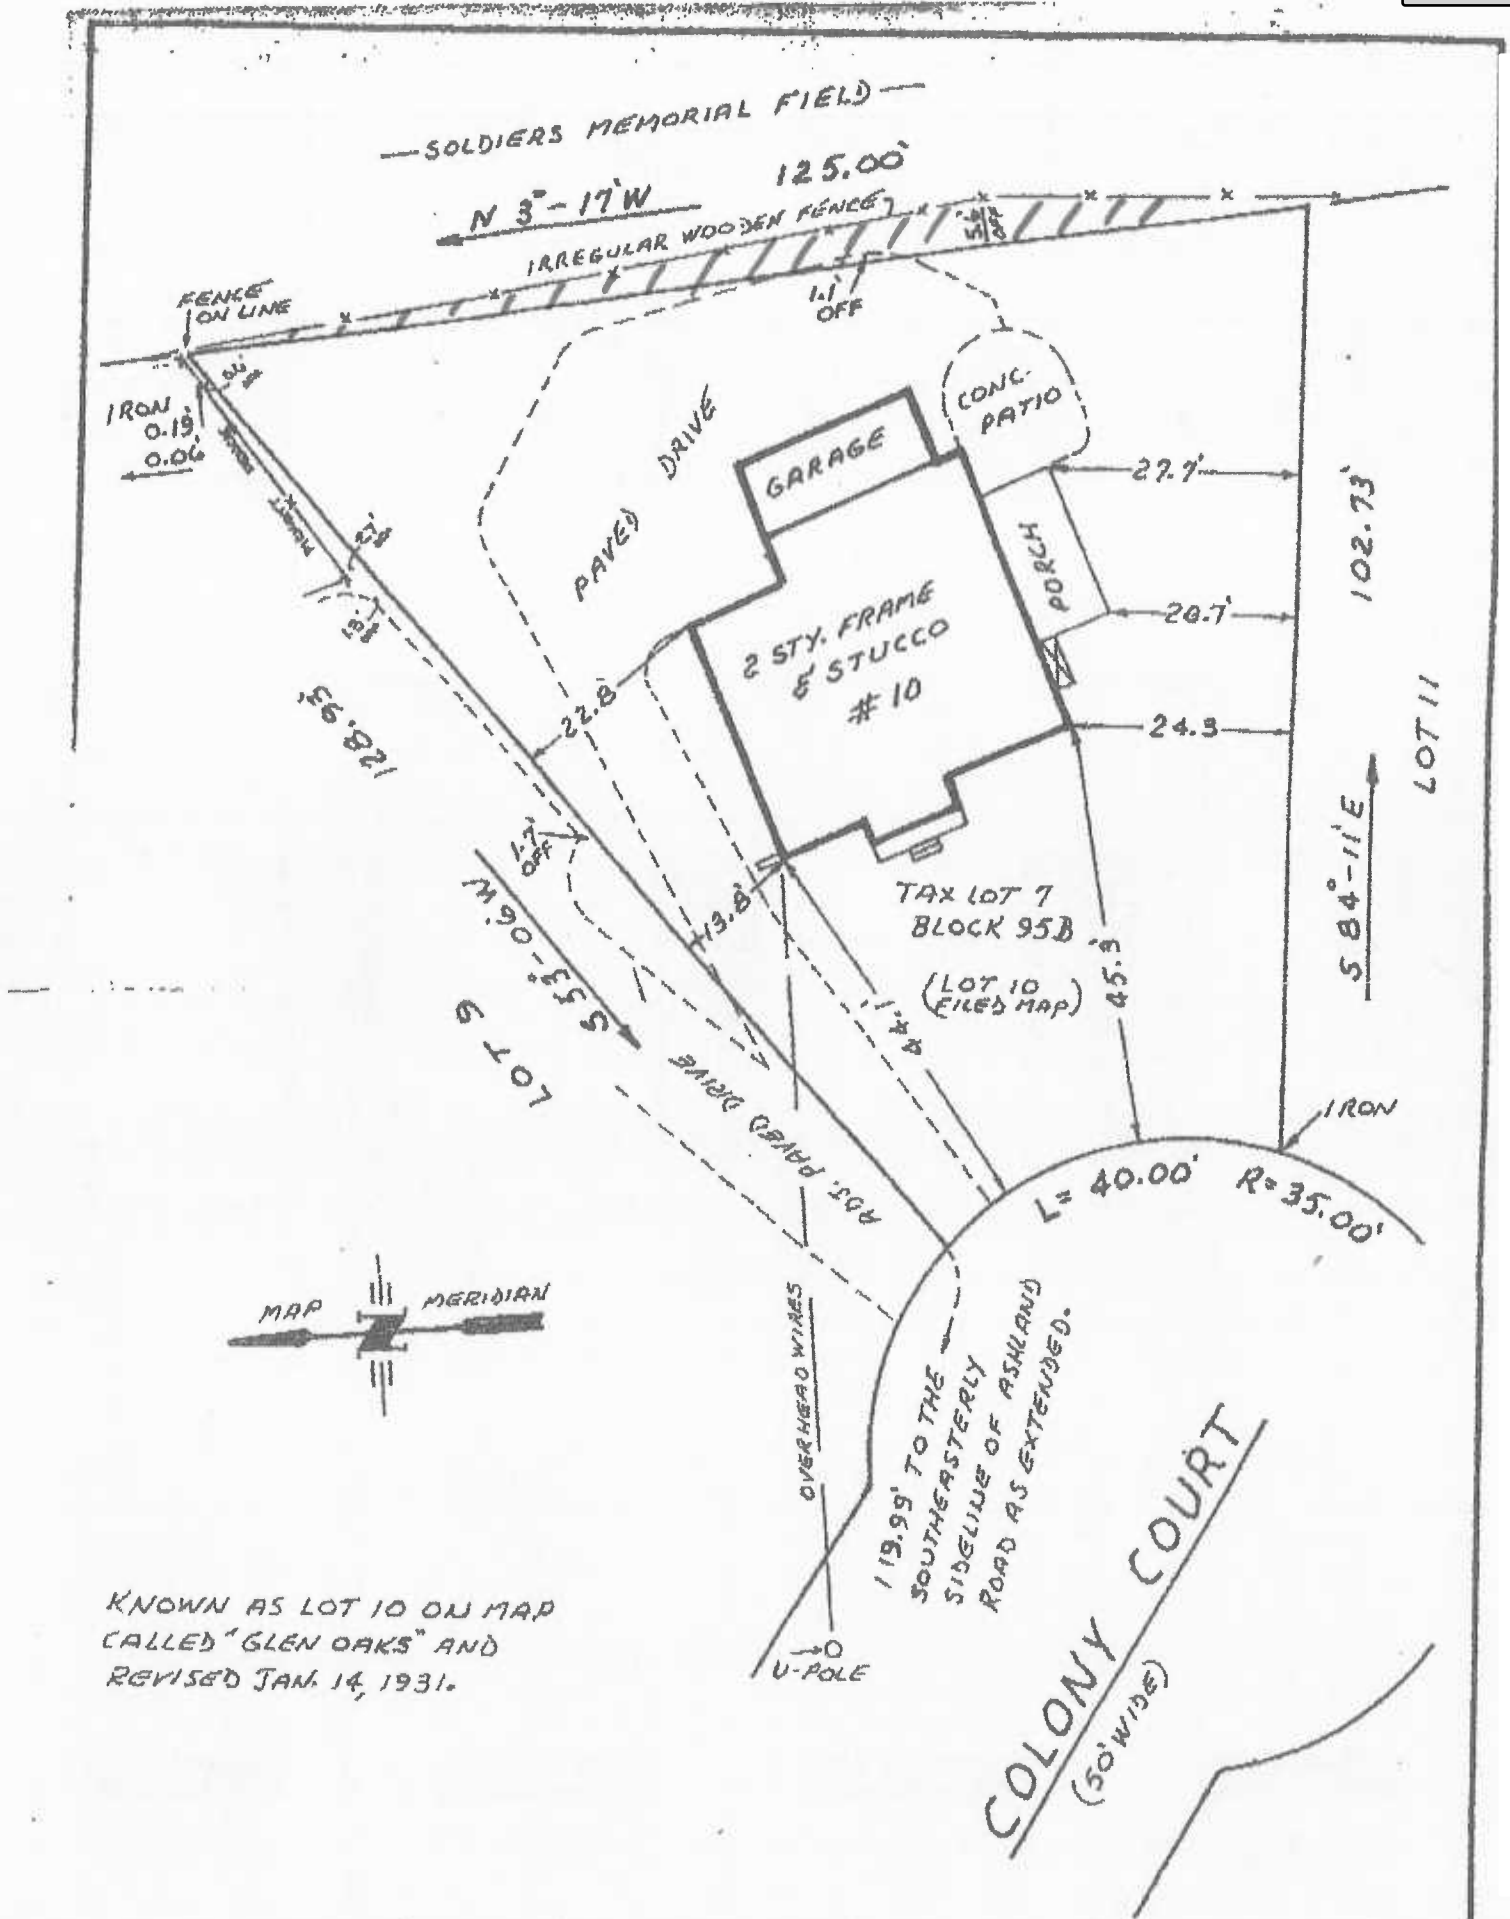 —SOLDIERS MEMORIAL FIELD—
N 3°-17'W
125.00'
IRREGULAR WOODEN FENCE
5.6'
OFF
1.1'
OFF
FENCE
ON LINE
IRON
0.19'
0.06'
CONC.
PATIO
GARAGE
PAVED DRIVE
PORCH
27.7'
20.7'
24.3
102.73'
LOT 11
S 84°-11'E
2 STY. FRAME
& STUCCO
#10
22.8'
128.93'
1.7'
OFF
13.8'
S 53°-06'W
LOT 9
TAX LOT 7
BLOCK 95B
(LOT 10
FILED MAP)
44.1'
45.3'
ADJ. PAVED DRIVE
IRON
L= 40.00' R=35.00'
MAP MERIDIAN
OVERHEAD WIRES
119.99' TO THE
SOUTHEASTERLY
SIDELINE OF ASHLAND
ROAD AS EXTENDED.
U-POLE
COLONY COURT
(50' WIDE)
KNOWN AS LOT 10 ON MAP
CALLED "GLEN OAKS" AND
REVISED JAN. 14, 1931.